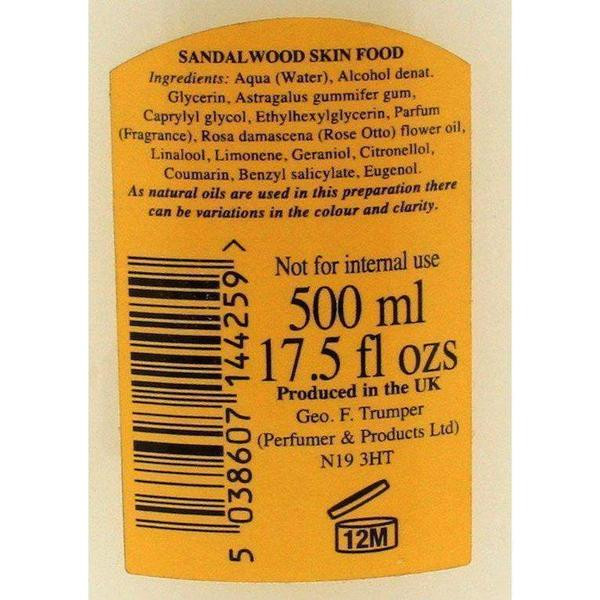 SANDALWOOD SKIN FOOD
Ingredients: Aqua (Water), Alcohol denat.
Glycerin, Astragalus gummifer gum,
Caprylyl glycol, Ethylhexylglycerin, Parfum
(Fragrance), Rosa damascena (Rose Otto) flower oil,
Linalool, Limonene, Geraniol, Citronellol,
Coumarin, Benzyl salicylate, Eugenol.
As natural oils are used in this preparation there
can be variations in the colour and clarity.
Not for internal use
500 ml
17.5 fl ozs
Produced in the UK
Geo. F. Trumper
(Perfumer & Products Ltd)
N19 3HT
12M
5 038607 144259 >